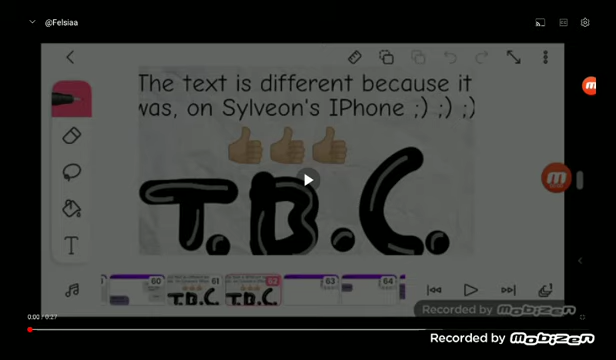 @Felsiaa
The text is different because it
was, on Sylveon's IPhone ;) ;) ;)
T.B.C.
T
60
61
62
63
64
Recorded by MOBIZEN
0:00 / 0:27
Recorded by MOBIZEN